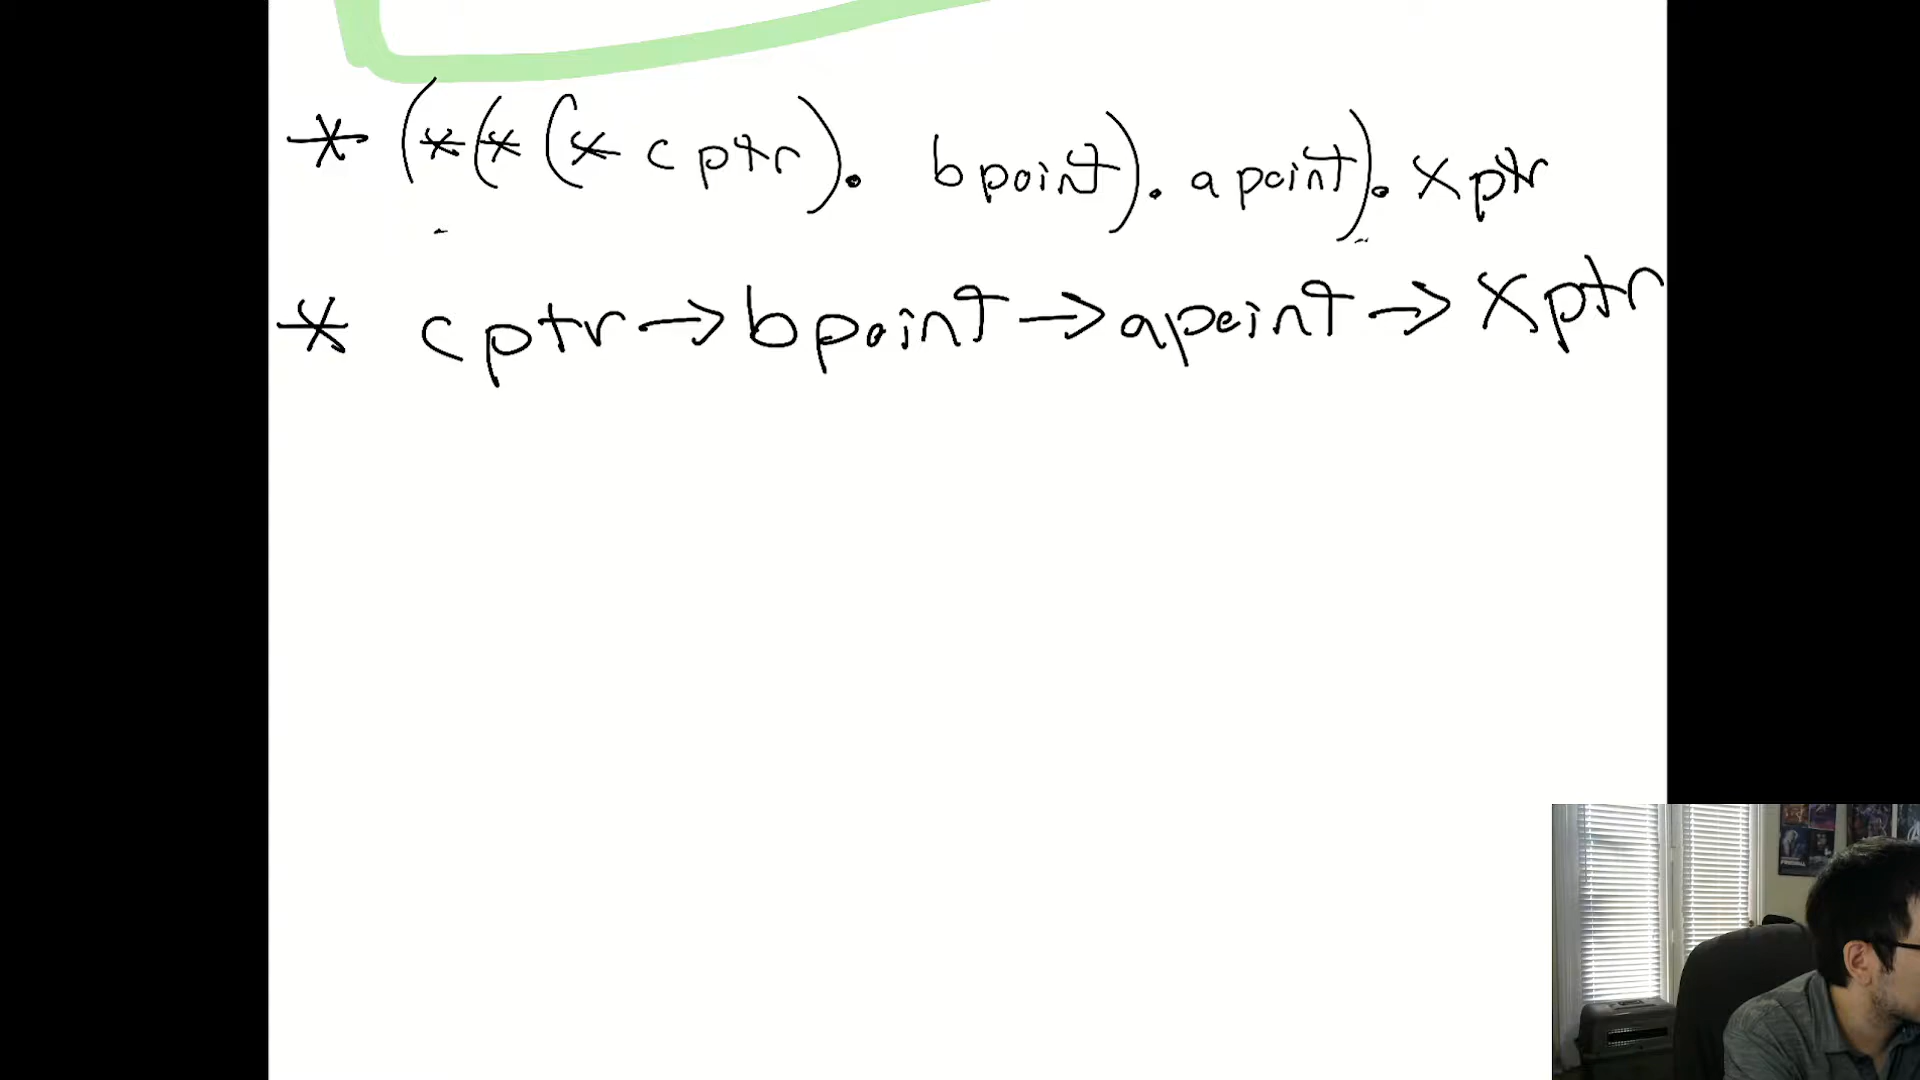 * (*(*(* cptr). bpoint). apoint). xptr
* cptr→bpoint→apoint→xptr